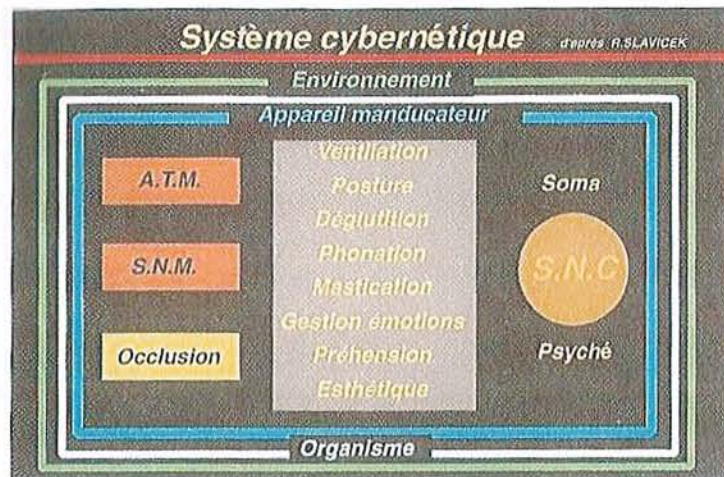 Système cybernétique d'après R.SLAVICEK
Environnement
Appareil manducateur
A.T.M.
S.N.M.
Occlusion
Ventilation
Posture
Déglutition
Phonation
Mastication
Gestion émotions
Préhension
Esthétique
Soma
S.N.C
Psyché
Organisme